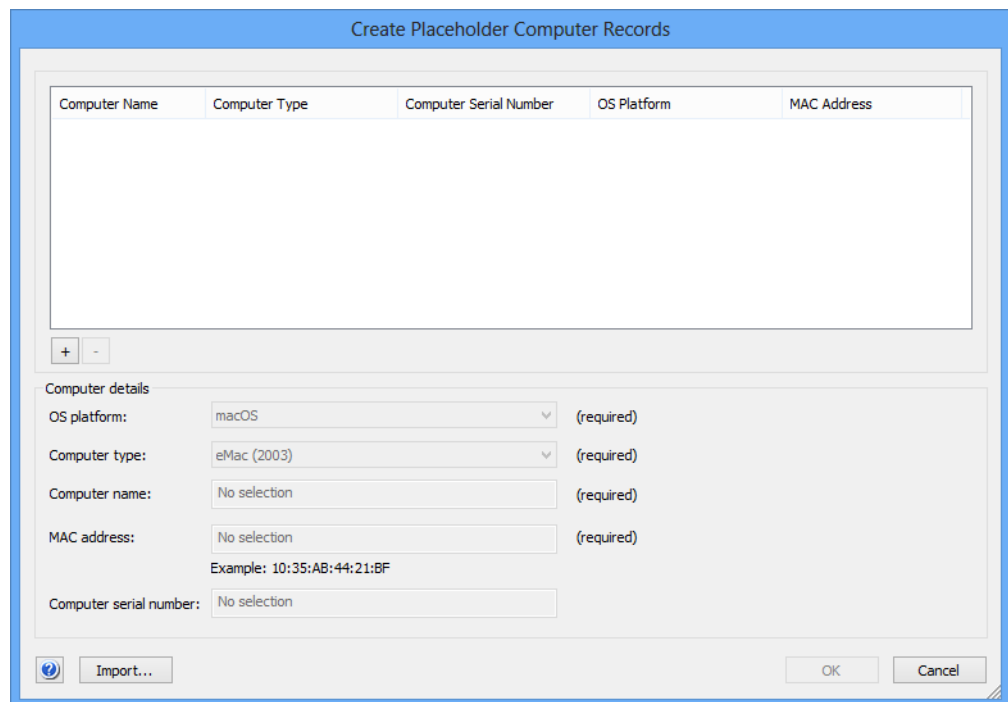 Create Placeholder Computer Records
Computer Name Computer Type Computer Serial Number OS Platform MAC Address
+ -
Computer details
OS platform: macOS (required)
Computer type: eMac (2003) (required)
Computer name: No selection (required)
MAC address: No selection (required)
Example: 10:35:AB:44:21:BF
Computer serial number: No selection
? Import... OK Cancel